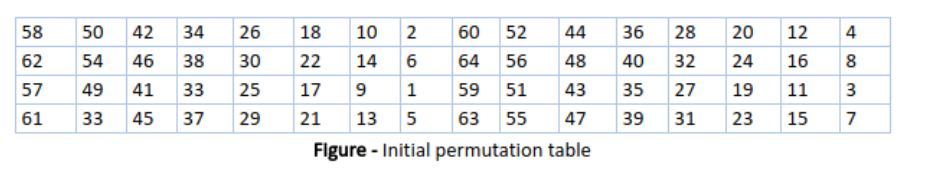 58 50 42 34 26 18 10 2 60 52 44 36 28 20 12 4
62 54 46 38 30 22 14 6 64 56 48 40 32 24 16 8
57 49 41 33 25 17 9 1 59 51 43 35 27 19 11 3
61 33 45 37 29 21 13 5 63 55 47 39 31 23 15 7
Figure - Initial permutation table